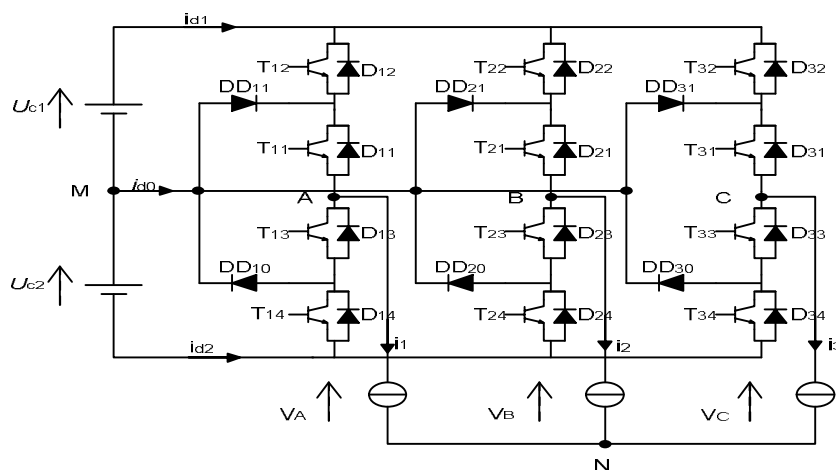 id1
T12 D12 T22 D22 T32 D32
DD11 DD21 DD31
Uc1
T11 D11 T21 D21 T31 D31
M id0 A B C
T13 D13 T23 D23 T33 D33
DD10 DD20 DD30
Uc2
T14 D14 T24 D24 T34 D34
id2 i1 i2
VA VB VC
N